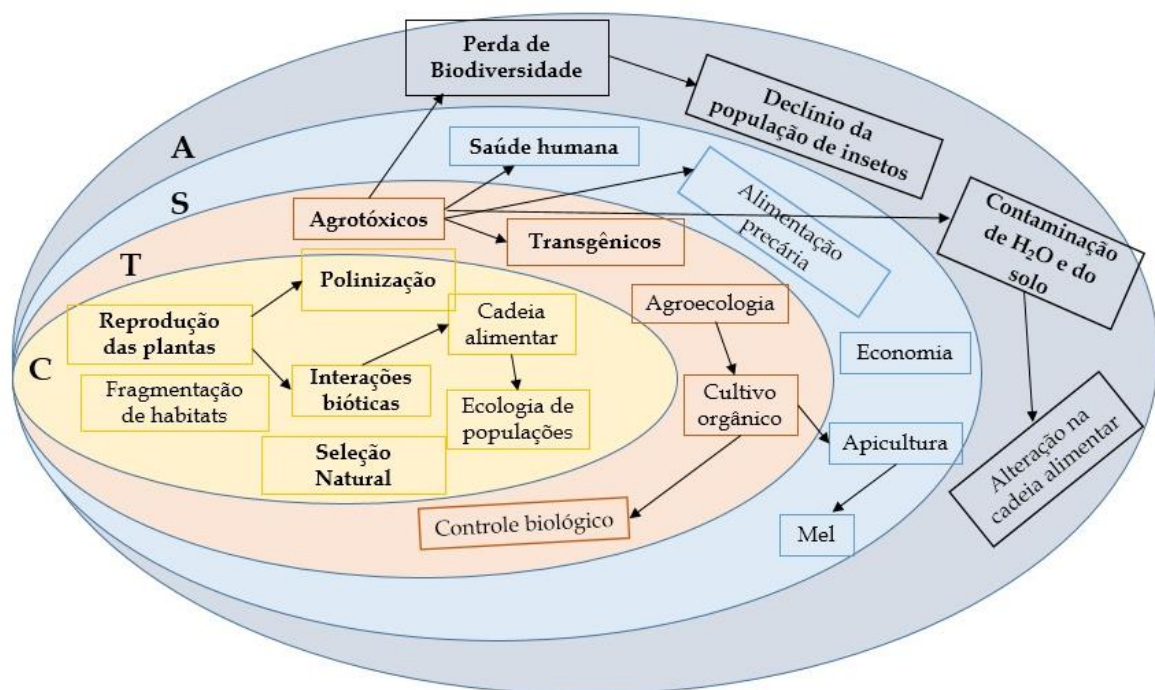 Perda de
Biodiversidade
Declínio da
população de
insetos
A
Saúde humana
S
Agrotóxicos
Transgênicos
Alimentação
precária
Contaminação
de H₂O e do
solo
T
Polinização
Reprodução
das plantas
Cadeia
alimentar
Agroecologia
Economia
C
Fragmentação
de habitats
Interações
bióticas
Ecologia de
populações
Cultivo
orgânico
Apicultura
Alteração na
cadeia alimentar
Seleção
Natural
Controle biológico
Mel